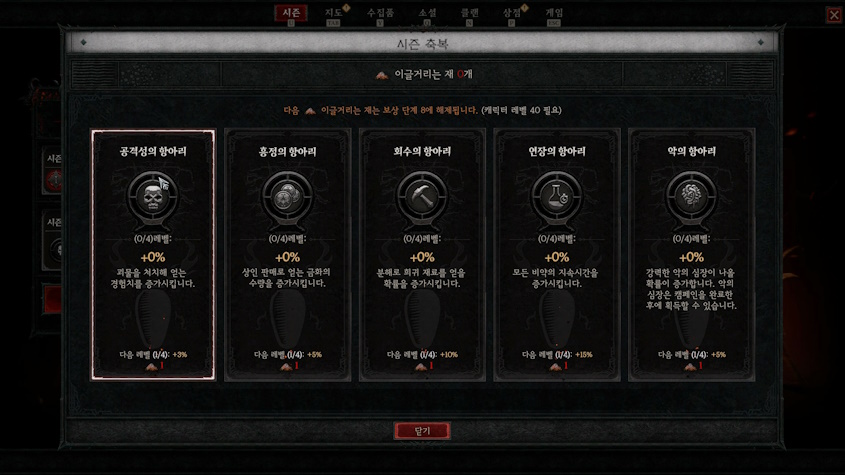 시즌 지도 수집품 소셜 클랜 상점 게임
시즌 축복
이글거리는 재 0개
다음 이글거리는 재는 보상 단계 8에 해제됩니다. (캐릭터 레벨 40 필요)
공격성의 항아리
(0/4)레벨:
+0%
괴물을 처치해 얻는
경험치를 증가시킵니다.
다음 레벨 (1/4): +3%
1
흥정의 항아리
(0/4)레벨:
+0%
상인 판매로 얻는 금화의
수량을 증가시킵니다.
다음 레벨 (1/4): +5%
1
회수의 항아리
(0/4)레벨:
+0%
분해로 희귀 재료를 얻을
확률을 증가시킵니다.
다음 레벨 (1/4): +10%
1
연장의 항아리
(0/4)레벨:
+0%
모든 비약의 지속시간을
증가시킵니다.
다음 레벨 (1/4): +15%
1
악의 항아리
(0/4)레벨:
+0%
강력한 악의 심장이 나올
확률이 증가합니다. 악의
심장은 캠페인을 완료한
후에 획득할 수 있습니다.
다음 레벨 (1/4): +5%
1
시즌
시즌
닫기